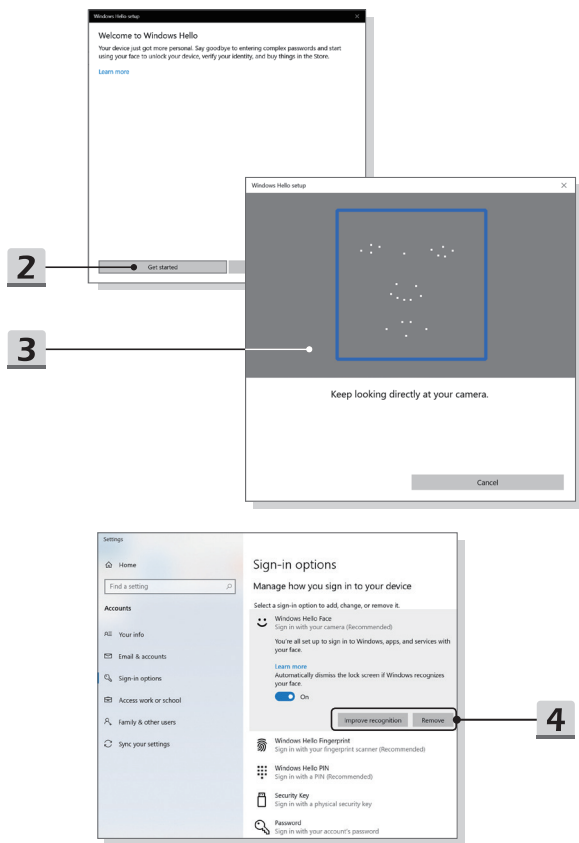 Windows Hello setup
Welcome to Windows Hello
Your device just got more personal. Say goodbye to entering complex passwords and start
using your face to unlock your device, verify your identity, and buy things in the Store.
Learn more
2
Get started
Windows Hello setup
3
Keep looking directly at your camera.
Cancel
Settings
Home
Find a setting
Accounts
Your info
Email & accounts
Sign-in options
Access work or school
Family & other users
Sync your settings
Sign-in options
Manage how you sign in to your device
Select a sign-in option to add, change, or remove it.
Windows Hello Face
Sign in with your camera (Recommended)
You're all set up to sign in to Windows, apps, and services with
your face.
Learn more
Automatically dismiss the lock screen if Windows recognizes
your face.
On
Improve recognition
Remove
4
Windows Hello Fingerprint
Sign in with your fingerprint scanner (Recommended)
Windows Hello PIN
Sign in with a PIN (Recommended)
Security Key
Sign in with a physical security key
Password
Sign in with your account's password